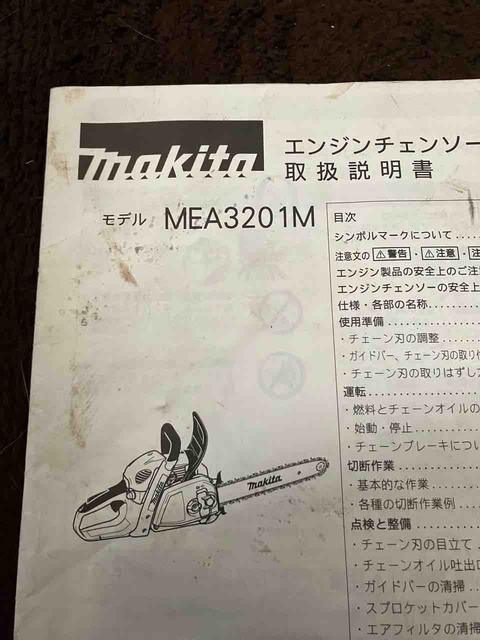 makita
エンジンチェンソー
取扱説明書
モデル MEA3201M
目次
シンボルマークについて....
注意文の ⚠警告・⚠注意・
エンジン製品の安全上のご注
エンジンチェンソーの安全上
仕様・各部の名称
使用準備
・チェーン刃の調整
・ガイドバー、チェーン刃の取り
・チェーン刃の取りはずし
運転
・燃料とチェーンオイルの
・始動・停止
・チェーンブレーキについ
切断作業
・基本的な作業
・各種の切断作業例
点検と整備
・チェーン刃の目立て
・チェーンオイル吐出
・ガイドバーの清掃
・スプロケットカバー
・エアフィルタの清掃
makita
makita